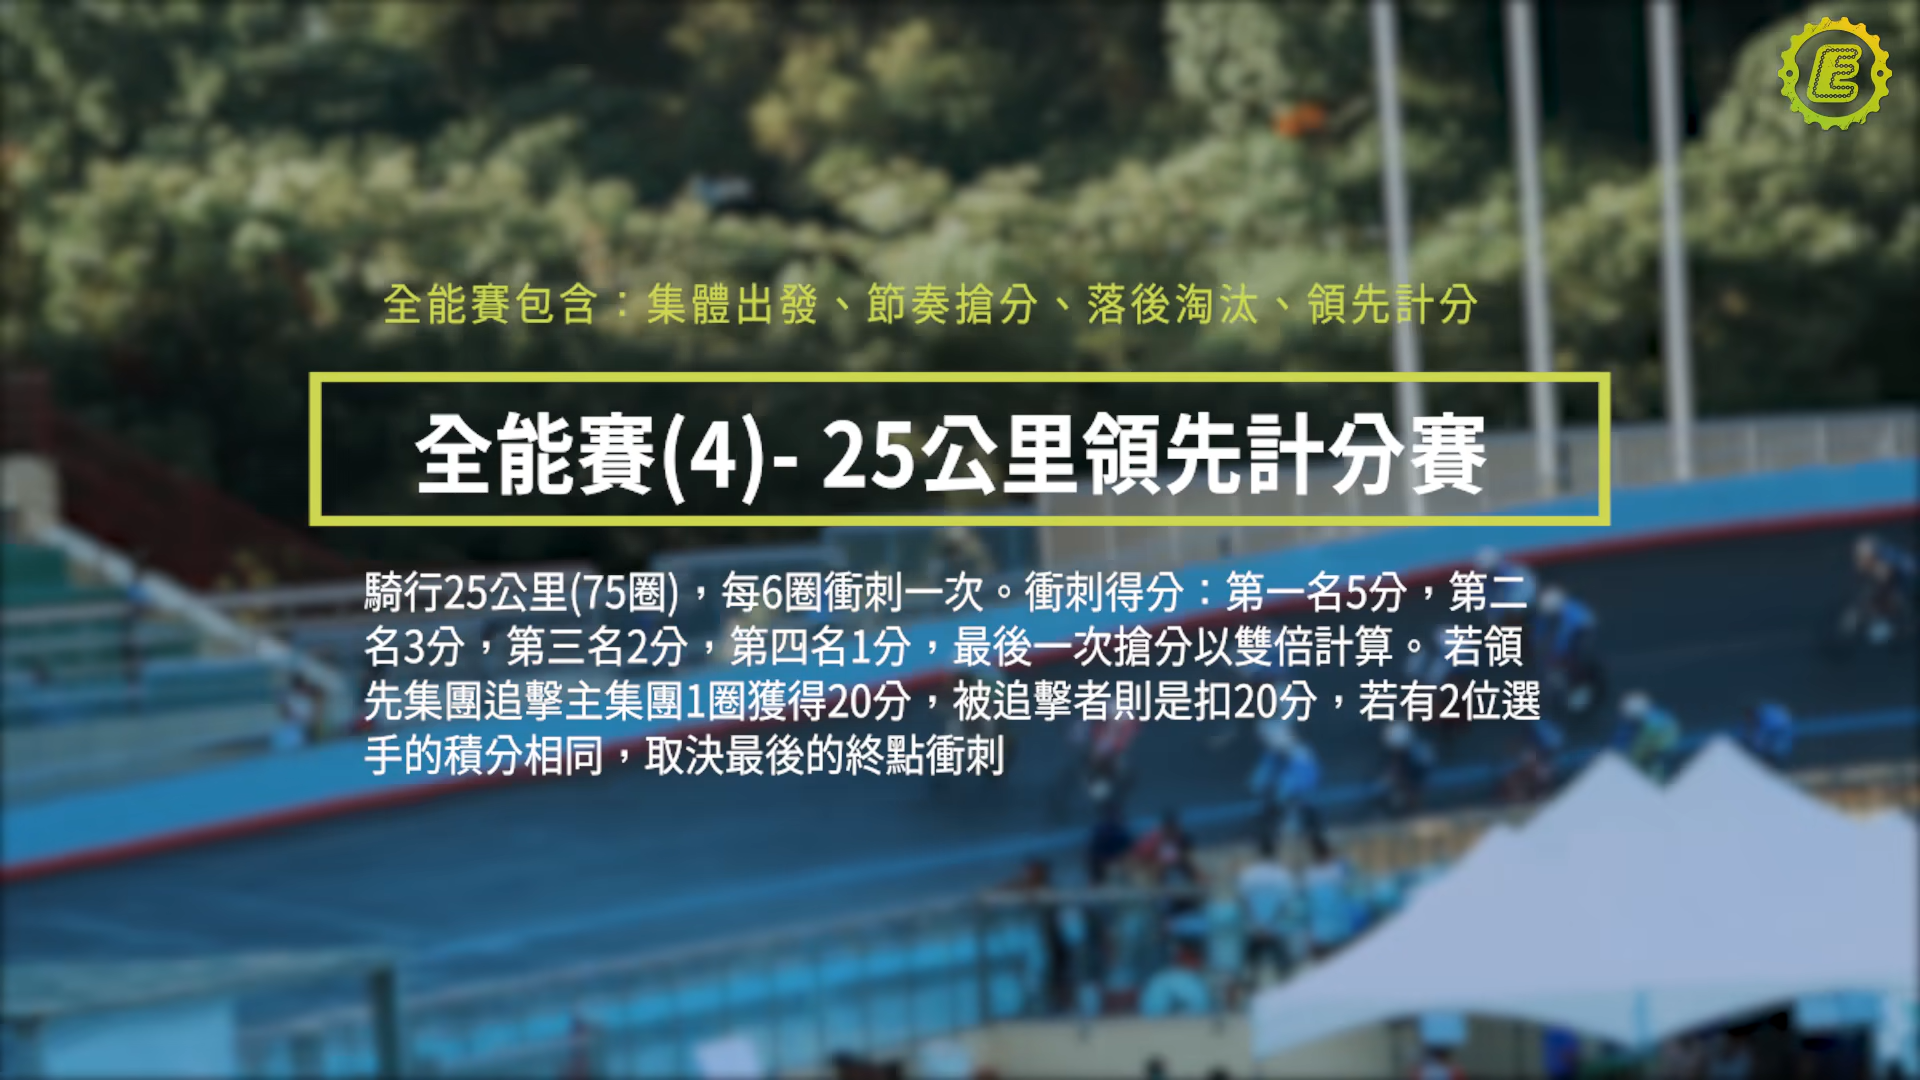 E
全能賽包含：集體出發、節奏搶分、落後淘汰、領先計分
全能賽(4)- 25公里領先計分賽
騎行25公里(75圈)，每6圈衝刺一次。衝刺得分：第一名5分，第二
名3分，第三名2分，第四名1分，最後一次搶分以雙倍計算。 若領
先集團追擊主集團1圈獲得20分，被追擊者則是扣20分，若有2位選
手的積分相同，取決最後的終點衝刺